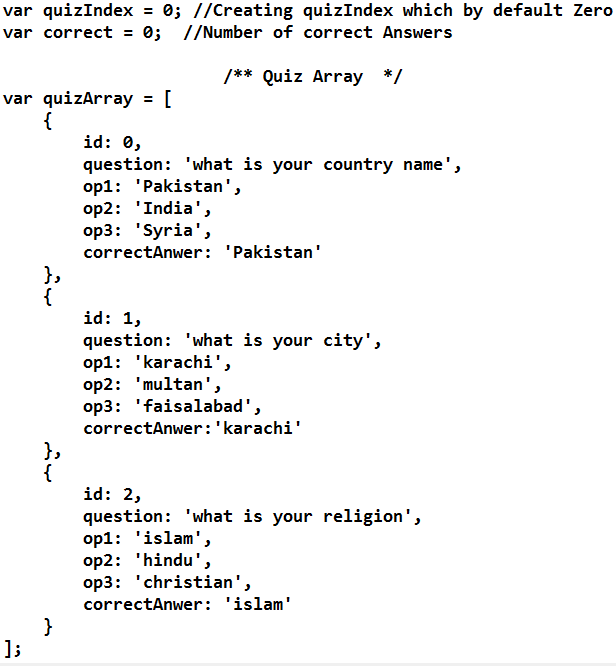 var quizIndex = 0; //Creating quizIndex which by default Zero
var correct = 0;  //Number of correct Answers
/** Quiz Array  */
var quizArray = [
    {
        id: 0,
        question: 'what is your country name',
        op1: 'Pakistan',
        op2: 'India',
        op3: 'Syria',
        correctAnwer: 'Pakistan'
    },
    {
        id: 1,
        question: 'what is your city',
        op1: 'karachi',
        op2: 'multan',
        op3: 'faisalabad',
        correctAnwer:'karachi'
    },
    {
        id: 2,
        question: 'what is your religion',
        op1: 'islam',
        op2: 'hindu',
        op3: 'christian',
        correctAnwer: 'islam'
    }
];